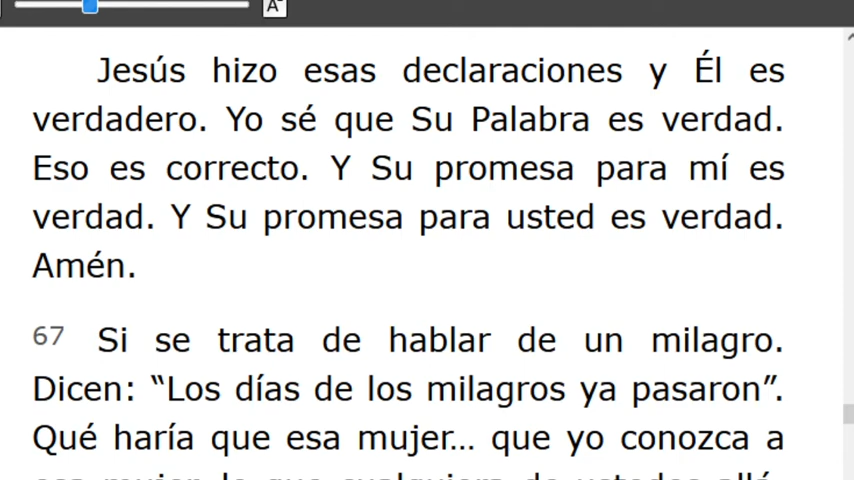 A
Jesús hizo esas declaraciones y Él es
verdadero. Yo sé que Su Palabra es verdad.
Eso es correcto. Y Su promesa para mí es
verdad. Y Su promesa para usted es verdad.
Amén.
67 Si se trata de hablar de un milagro.
Dicen: “Los días de los milagros ya pasaron”.
Qué haría que esa mujer... que yo conozca a